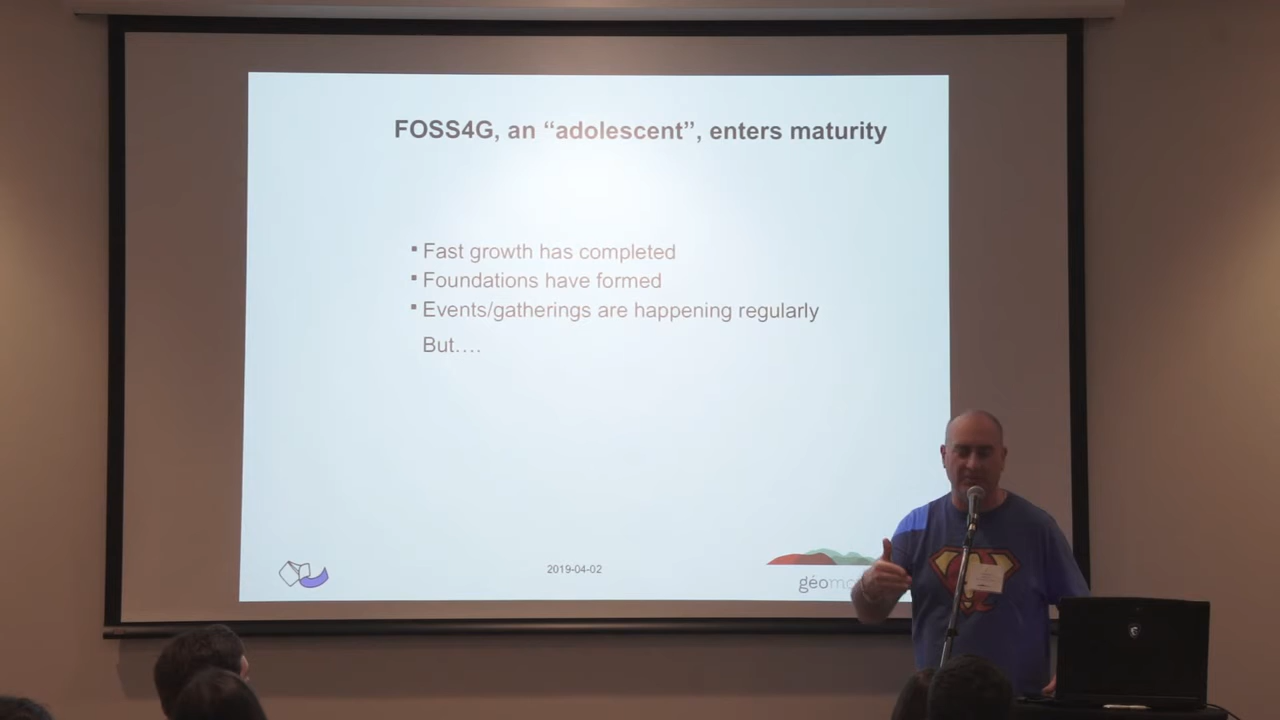 FOSS4G, an “adolescent”, enters maturity
▪ Fast growth has completed
▪ Foundations have formed
▪ Events/gatherings are happening regularly
But….
2019-04-02